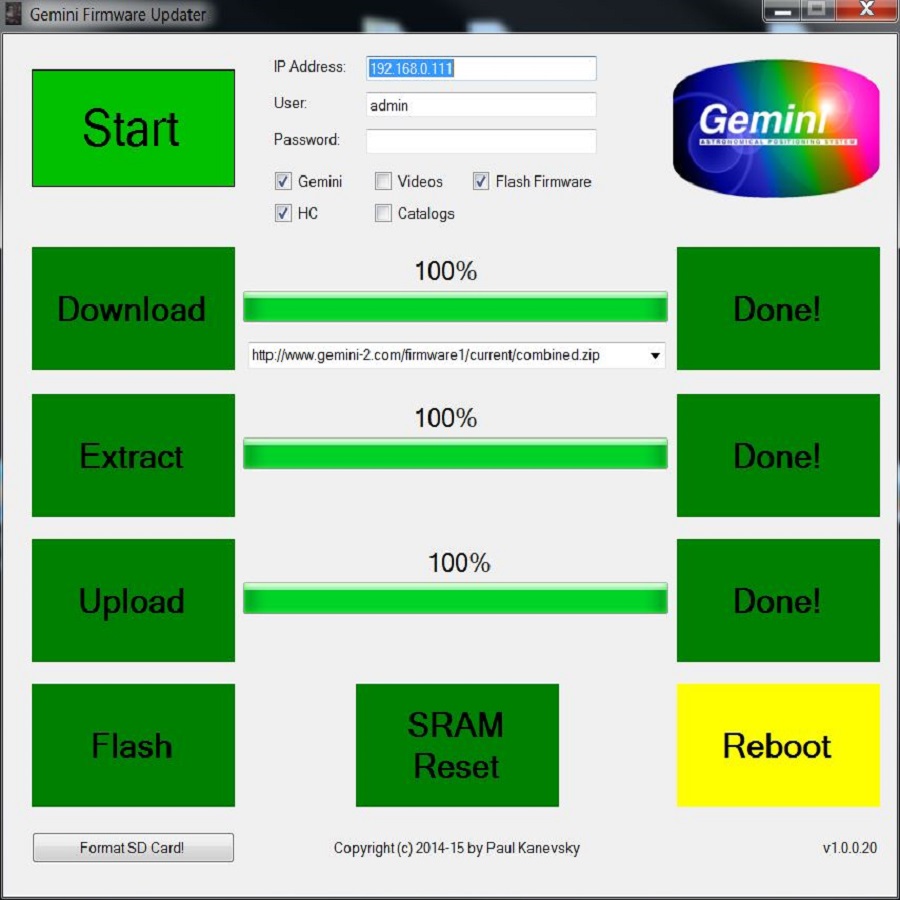 Gemini Firmware Updater
Start
IP Address: 192.168.0.111
User: admin
Password:
Gemini
Videos
Flash Firmware
HC
Catalogs
Gemini
ASTRONOMICAL POSITIONING SYSTEM
Download
100%
Done!
http://www.gemini-2.com/firmware1/current/combined.zip
Extract
100%
Done!
Upload
100%
Done!
Flash
SRAM
Reset
Reboot
Format SD Card!
Copyright (c) 2014-15 by Paul Kanevsky
v1.0.0.20